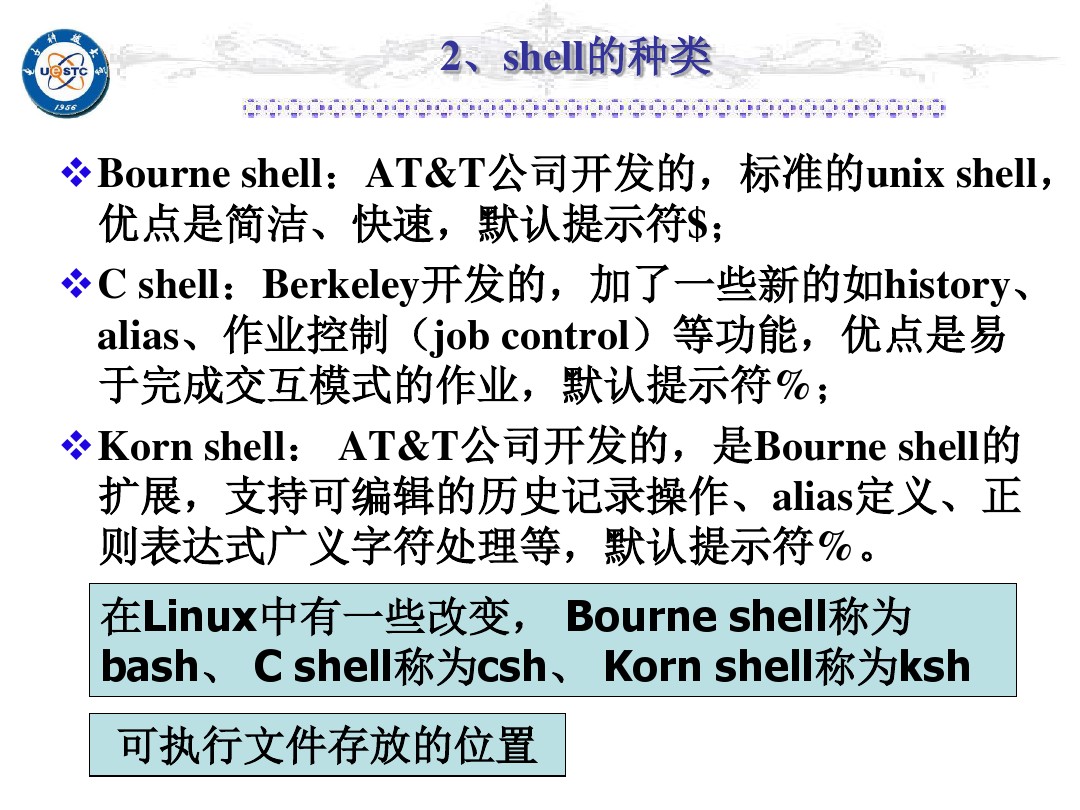 2、shell的种类
UESTC
1956
Bourne shell：AT&T公司开发的，标准的unix shell，
优点是简洁、快速，默认提示符$；
C shell：Berkeley开发的，加了一些新的如history、
alias、作业控制（job control）等功能，优点是易
于完成交互模式的作业，默认提示符%；
Korn shell： AT&T公司开发的，是Bourne shell的
扩展，支持可编辑的历史记录操作、alias定义、正
则表达式广义字符处理等，默认提示符%。
在Linux中有一些改变， Bourne shell称为
bash、 C shell称为csh、 Korn shell称为ksh
可执行文件存放的位置